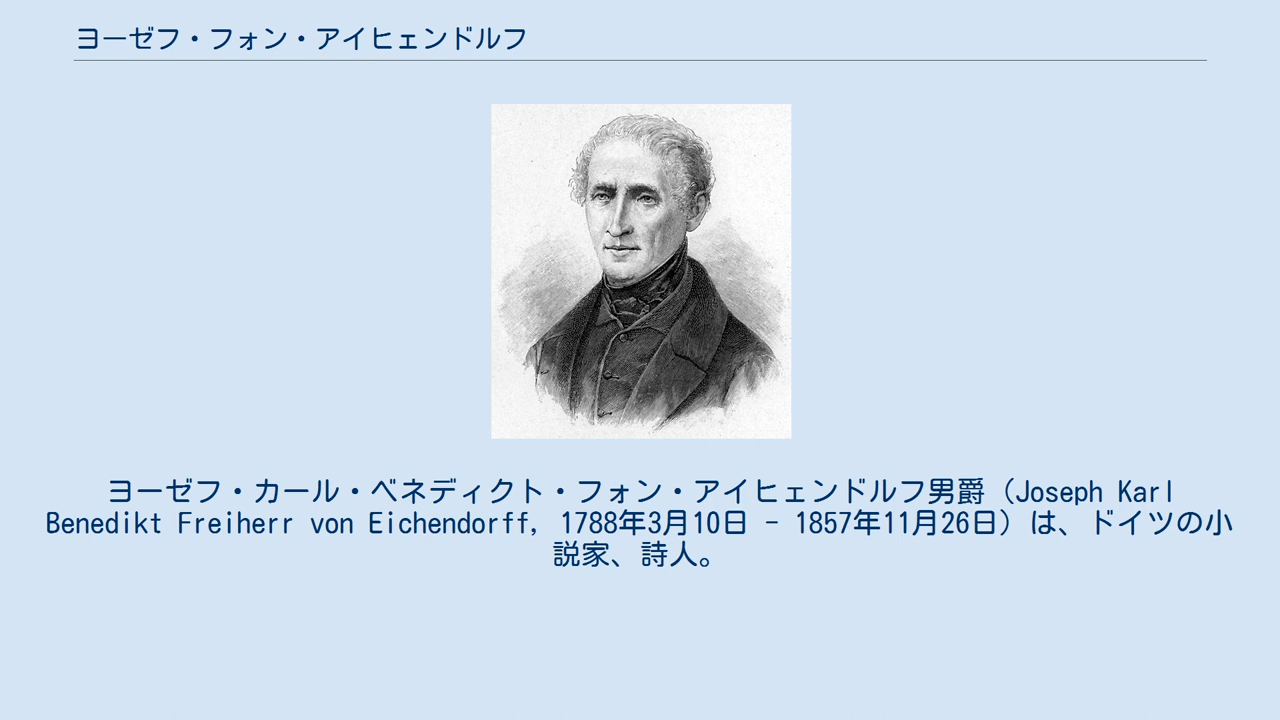 ヨーゼフ・フォン・アイヒェンドルフ
ヨーゼフ・カール・ベネディクト・フォン・アイヒェンドルフ男爵（Joseph Karl
Benedikt Freiherr von Eichendorff, 1788年3月10日 - 1857年11月26日）は、ドイツの小
説家、詩人。